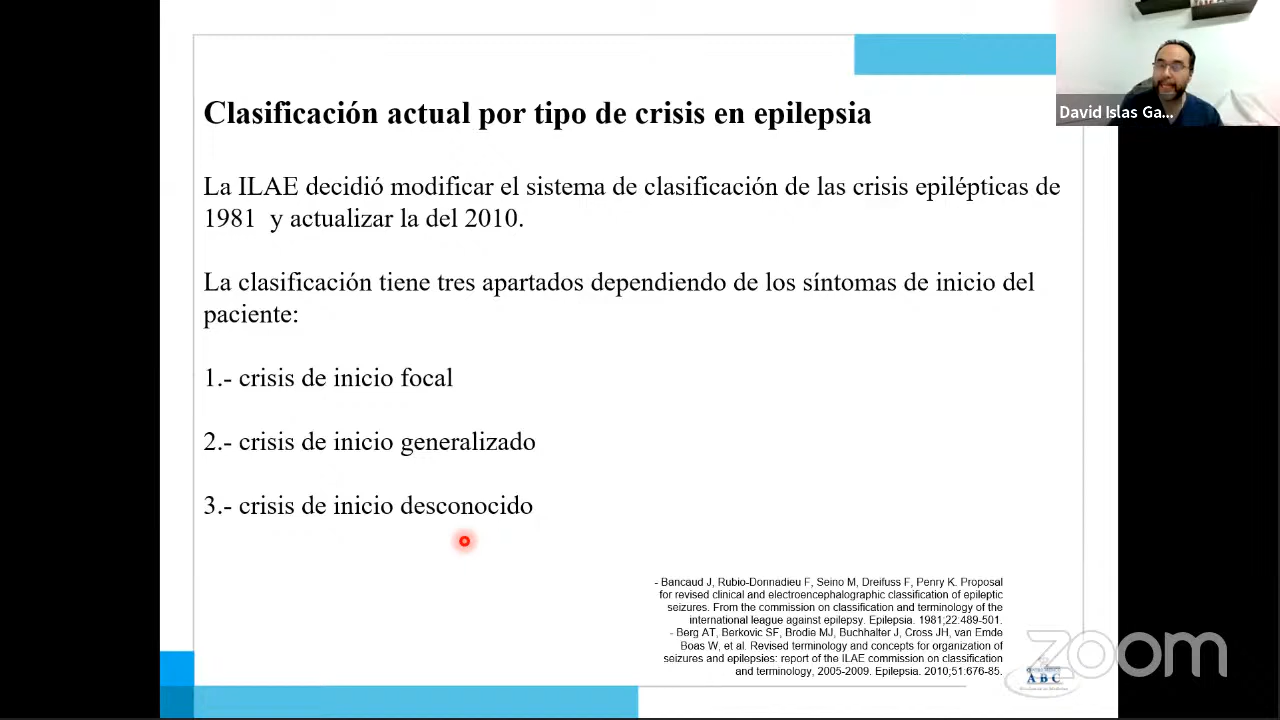 Clasificación actual por tipo de crisis en epilepsia
David Islas Ga...
La ILAE decidió modificar el sistema de clasificación de las crisis epilépticas de
1981 y actualizar la del 2010.
La clasificación tiene tres apartados dependiendo de los síntomas de inicio del
paciente:
1.- crisis de inicio focal
2.- crisis de inicio generalizado
3.- crisis de inicio desconocido
- Bancaud J, Rubio-Donnadieu F, Seino M, Dreifuss F, Penry K. Proposal
for revised clinical and electroencephalographic classification of epileptic
seizures. From the commission on classification and terminology of the
international league against epilepsy. Epilepsia. 1981;22:489-501.
- Berg AT, Berkovic SF, Brodie MJ, Buchhalter J, Cross JH, van Emde
Boas W, et al. Revised terminology and concepts for organization of
seizures and epilepsies: report of the ILAE commission on classification
and terminology, 2005-2009. Epilepsia. 2010;51:676-85.
zoom
ABC